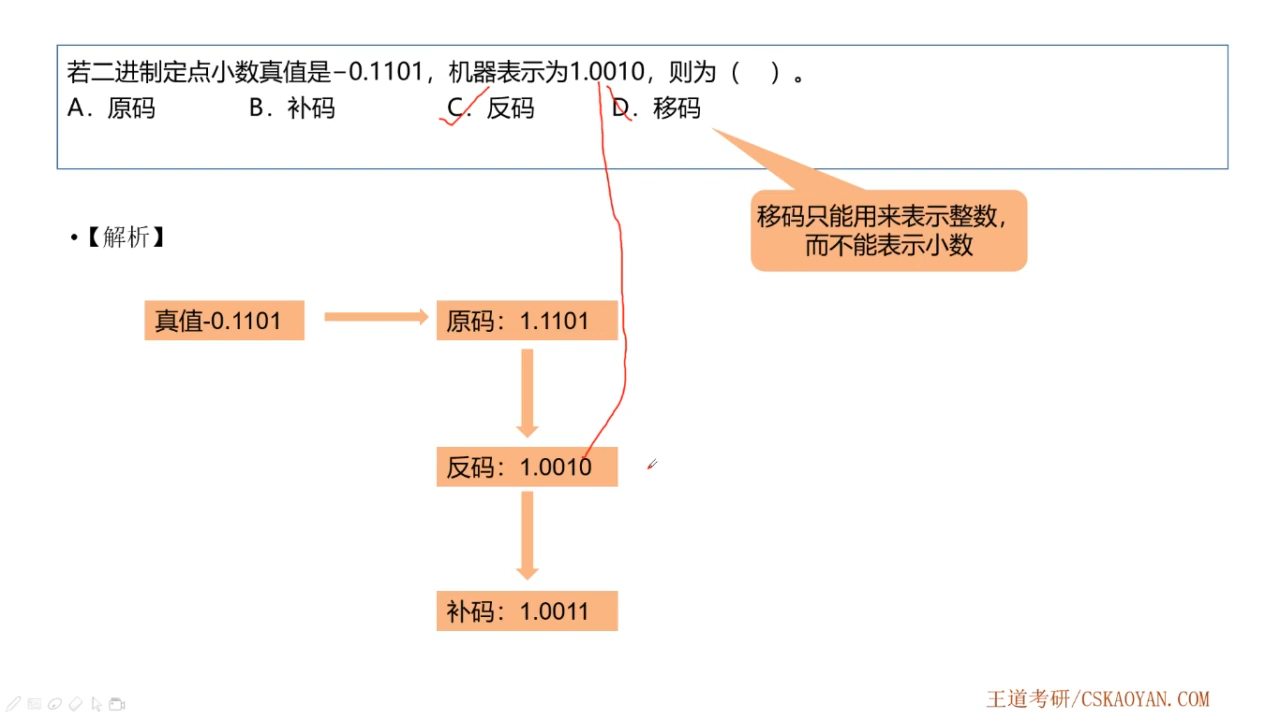 若二进制定点小数真值是-0.1101，机器表示为1.0010，则为（ ）。
A．原码 B．补码 C．反码 D．移码
移码只能用来表示整数，
而不能表示小数
•【解析】
真值-0.1101
原码：1.1101
反码：1.0010
补码：1.0011
王道考研/CSKAOYAN.COM